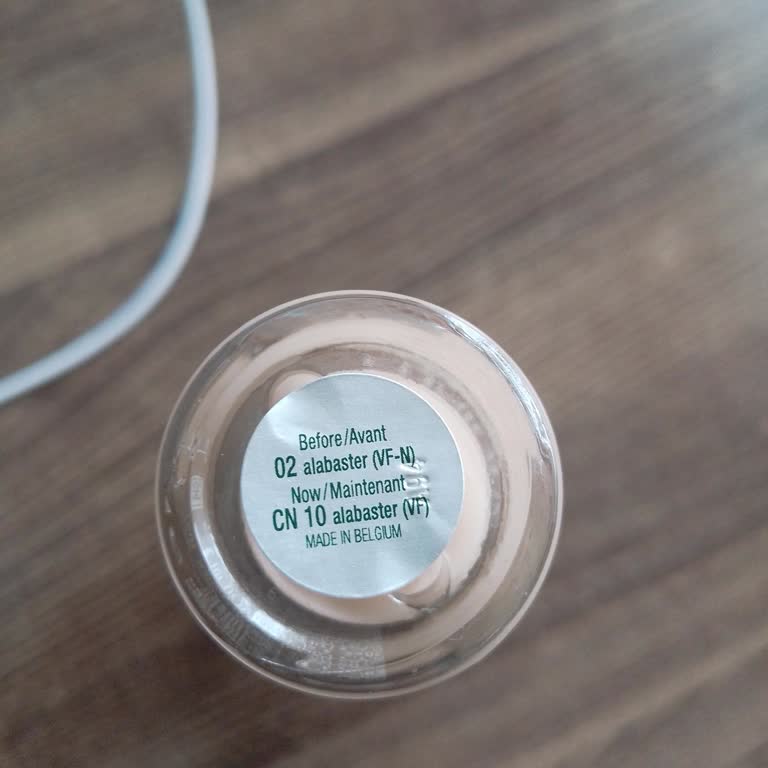 Before/Avant
02 alabaster (VF-N)
Now/Maintenant
CN 10 alabaster (VF)
MADE IN BELGIUM